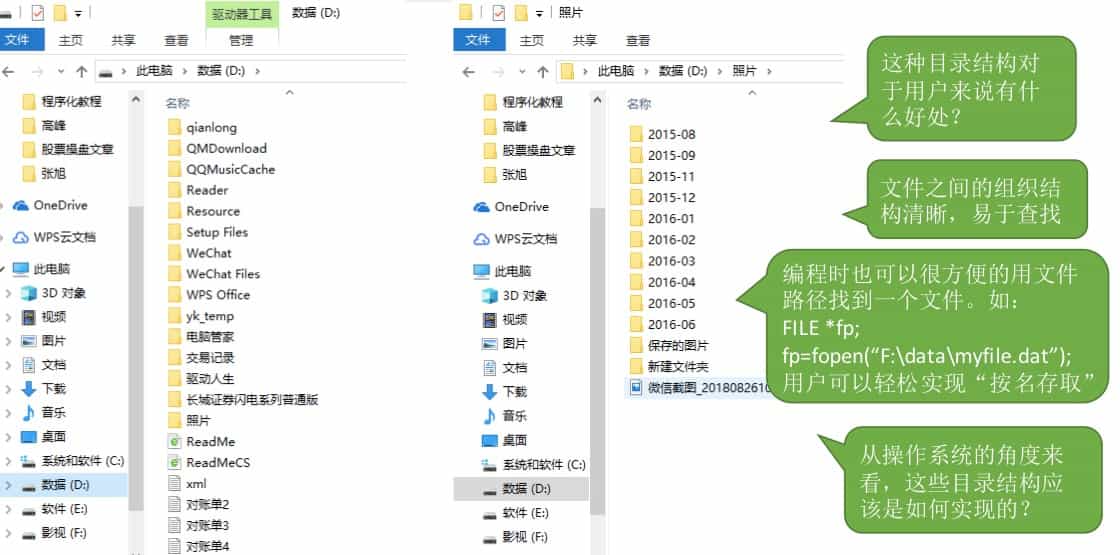 驱动器工具
数据 (D:)
文件
主页
共享
查看
管理
此电脑
数据 (D:)
程序化教程
高峰
股票操盘文章
张旭
OneDrive
WPS云文档
此电脑
3D 对象
视频
图片
文档
下载
音乐
桌面
系统和软件 (C:)
数据 (D:)
软件 (E:)
影视 (F:)
名称
qianlong
QMDownload
QQMusicCache
Reader
Resource
Setup Files
WeChat
WeChat Files
WPS Office
yk_temp
电脑管家
交易记录
驱动人生
长城证券闪电系列普通版
照片
ReadMe
ReadMeCS
xml
对账单2
对账单3
对账单4
照片
文件
主页
共享
查看
此电脑
数据 (D:)
照片
程序化教程
高峰
股票操盘文章
张旭
OneDrive
WPS云文档
此电脑
3D 对象
视频
图片
文档
下载
音乐
桌面
系统和软件 (C:)
数据 (D:)
软件 (E:)
影视 (F:)
名称
2015-08
2015-09
2015-11
2015-12
2016-01
2016-02
2016-03
2016-04
2016-05
2016-06
保存的图片
新建文件夹
微信截图_2018082610
这种目录结构对
于用户来说有什
么好处？
文件之间的组织结
构清晰，易于查找
编程时也可以很方便的用文件
路径找到一个文件。如：
FILE *fp;
fp=fopen(“F:\data\myfile.dat”);
用户可以轻松实现“按名存取”
从操作系统的角度来
看，这些目录结构应
该是如何实现的？